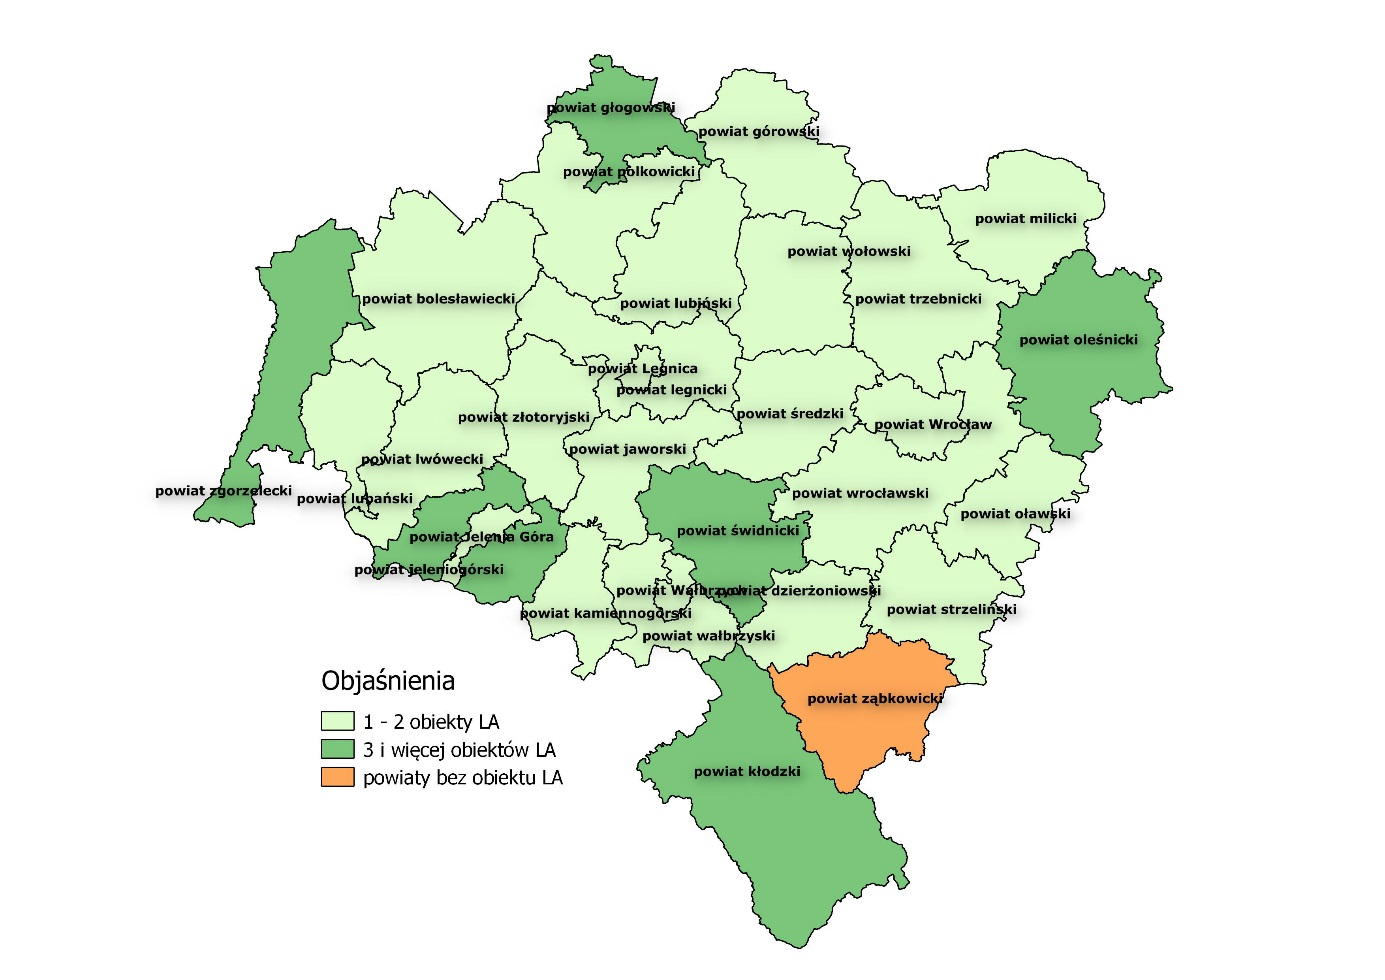 powiat głogowski
powiat górowski
powiat polkowicki
powiat milicki
powiat wołowski
powiat bolesławiecki
powiat lubiński
powiat trzebnicki
powiat oleśnicki
powiat Legnica
powiat legnicki
powiat złotoryjski
powiat średzki
powiat Wrocław
powiat jaworski
powiat lwówecki
powiat zgorzelecki
powiat lubański
powiat wrocławski
powiat oławski
powiat świdnicki
powiat Jelenia Góra
powiat jeleniogórski
powiat Wałbrzych
powiat dzierżoniowski
powiat kamiennogórski
powiat strzeliński
powiat wałbrzyski
Objaśnienia
powiat ząbkowicki
1 - 2 obiekty LA
3 i więcej obiektów LA
powiaty bez obiektu LA
powiat kłodzki